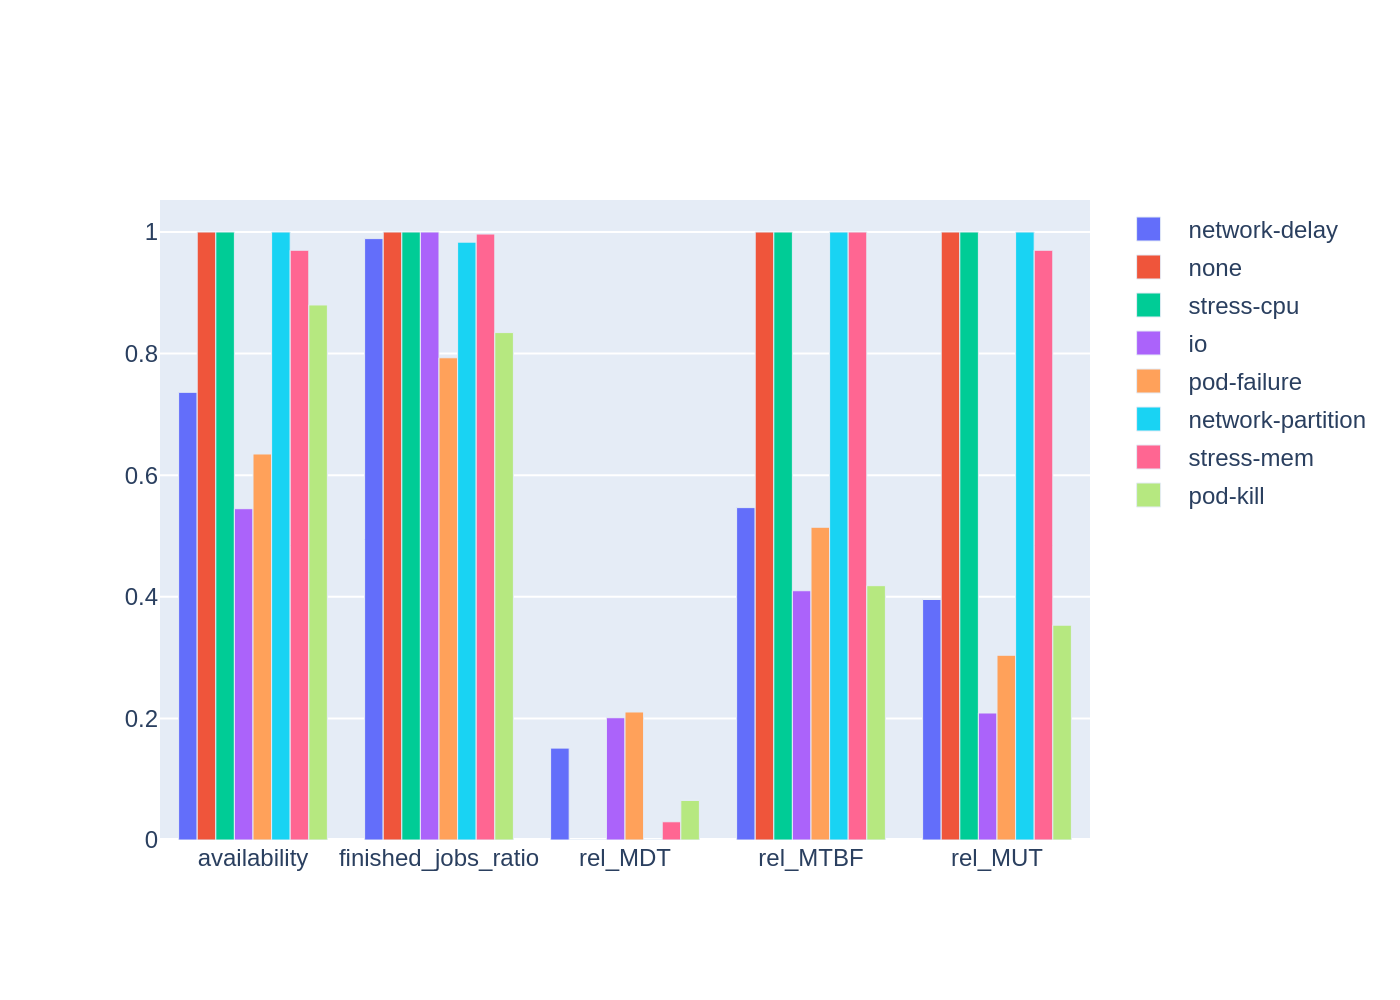 1
0.8
0.6
0.4
0.2
0
availability
finished_jobs_ratio
rel_MDT
rel_MTBF
rel_MUT
network-delay
none
stress-cpu
io
pod-failure
network-partition
stress-mem
pod-kill